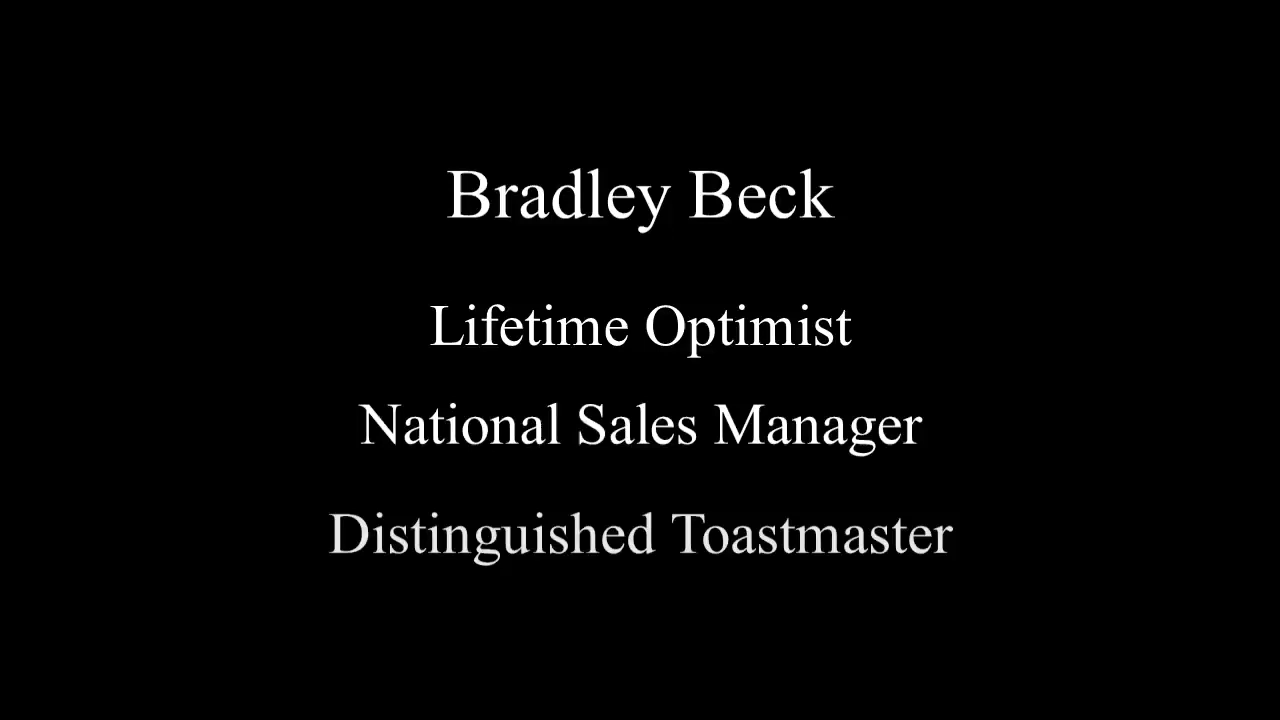 Bradley Beck
Lifetime Optimist
National Sales Manager
Distinguished Toastmaster